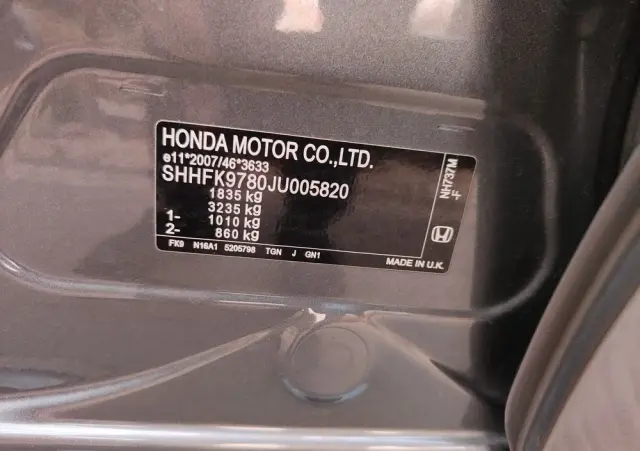 HONDA MOTOR CO.,LTD.
e11*2007/46*3633
SHHFK9780JU005820
1835 kg
3235 kg
1- 1010 kg
2- 860 kg
FK9 N16A1 5205798 TGN J GN1
MADE IN U.K.
NH737M
-F